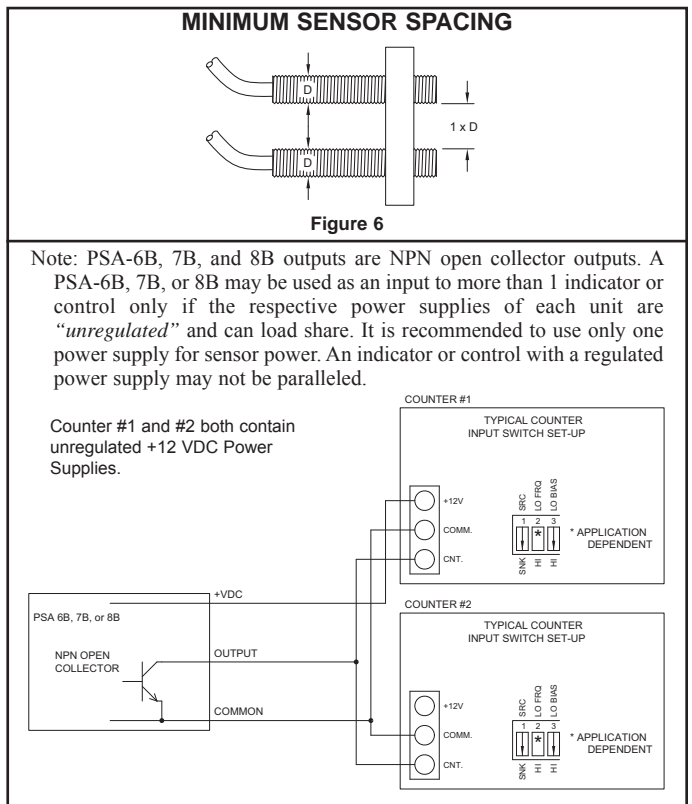 MINIMUM SENSOR SPACING
D
1 x D
D
Figure 6
Note: PSA-6B, 7B, and 8B outputs are NPN open collector outputs. A
PSA-6B, 7B, or 8B may be used as an input to more than 1 indicator or
control only if the respective power supplies of each unit are
“unregulated” and can load share. It is recommended to use only one
power supply for sensor power. An indicator or control with a regulated
power supply may not be paralleled.
Counter #1 and #2 both contain
unregulated +12 VDC Power
Supplies.
COUNTER #1
TYPICAL COUNTER
INPUT SWITCH SET-UP
+12V
COMM.
CNT.
SRC
LO FRQ
LO BIAS
1 2 3
*
SNK
HI
HI
* APPLICATION
DEPENDENT
PSA 6B, 7B, or 8B
NPN OPEN
COLLECTOR
+VDC
OUTPUT
COMMON
COUNTER #2
TYPICAL COUNTER
INPUT SWITCH SET-UP
+12V
COMM.
CNT.
SRC
LO FRQ
LO BIAS
1 2 3
*
SNK
HI
HI
* APPLICATION
DEPENDENT